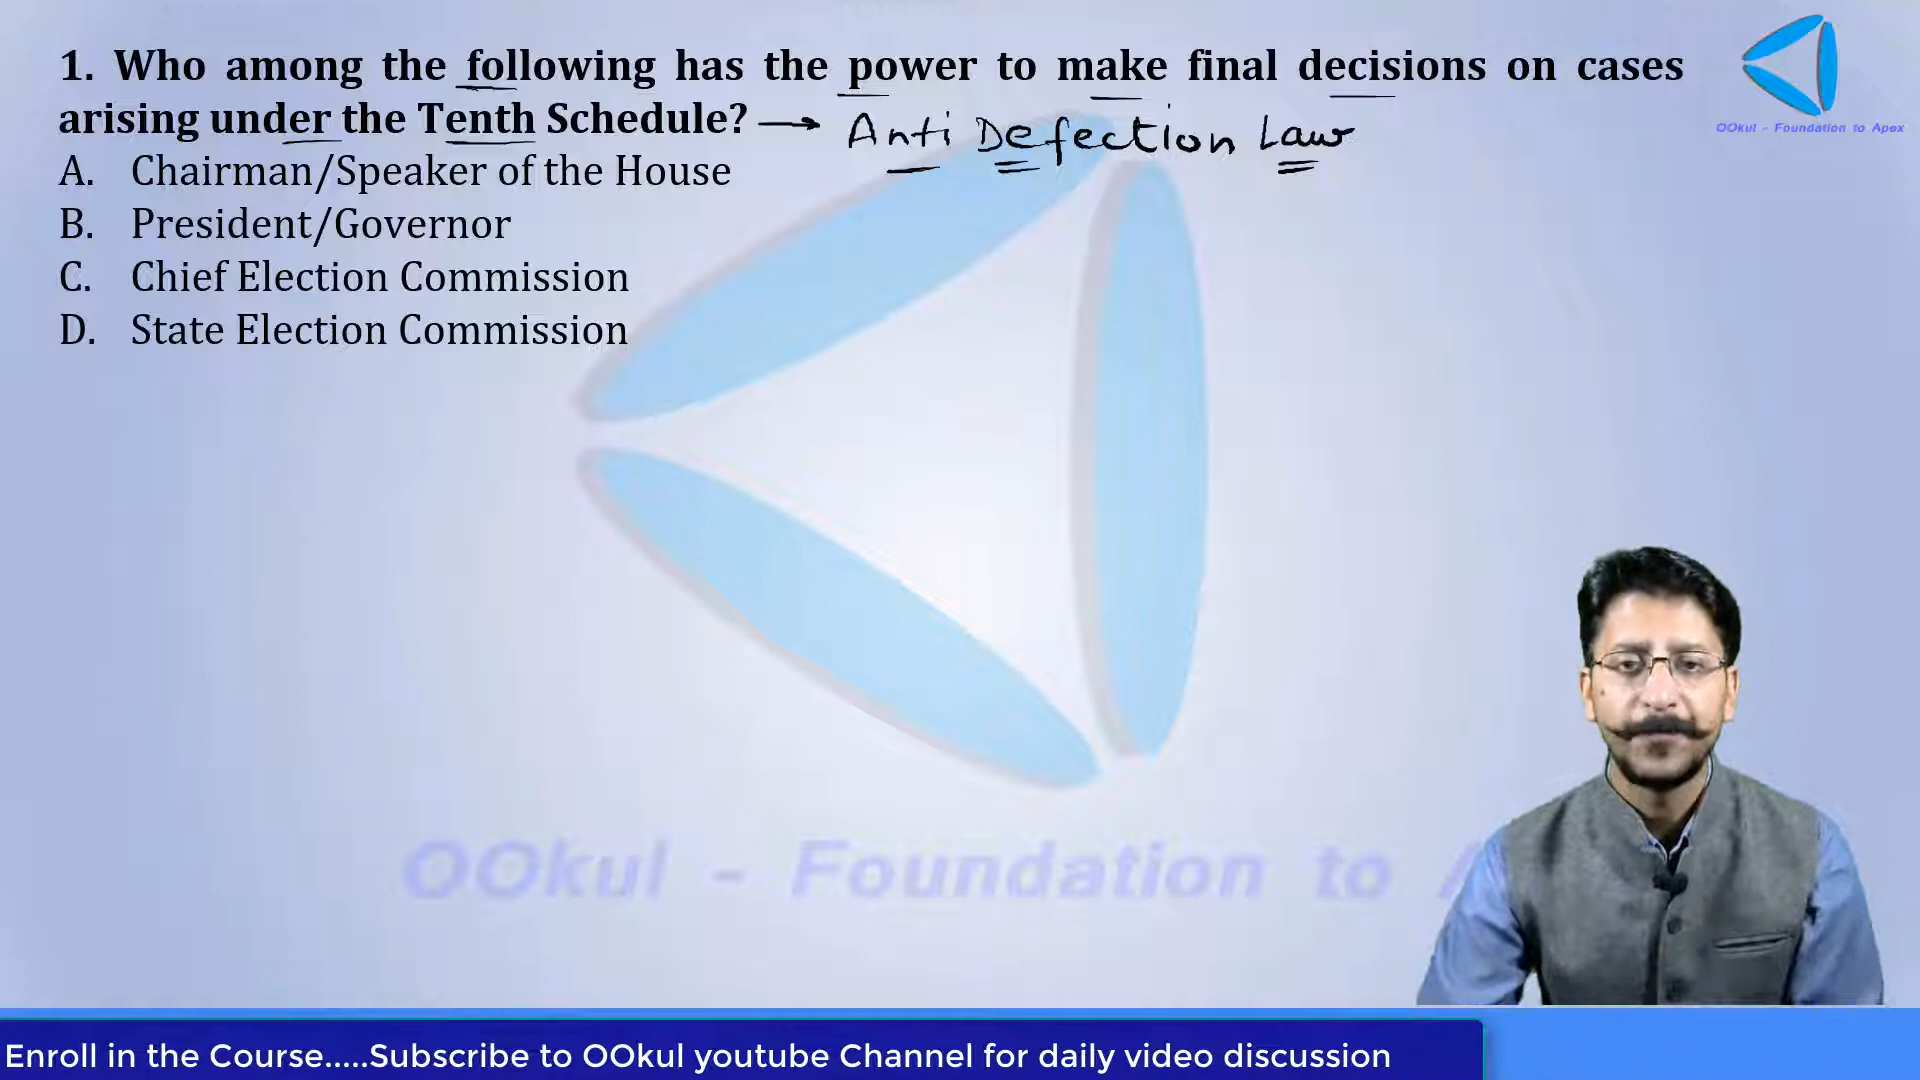 1. Who among the following has the power to make final decisions on cases
arising under the Tenth Schedule? → Anti Defection Law
A. Chairman/Speaker of the House
B. President/Governor
C. Chief Election Commission
D. State Election Commission
OOkul - Foundation to Apex
OOkul - Foundation to A
Enroll in the Course.....Subscribe to OOkul youtube Channel for daily video discussion